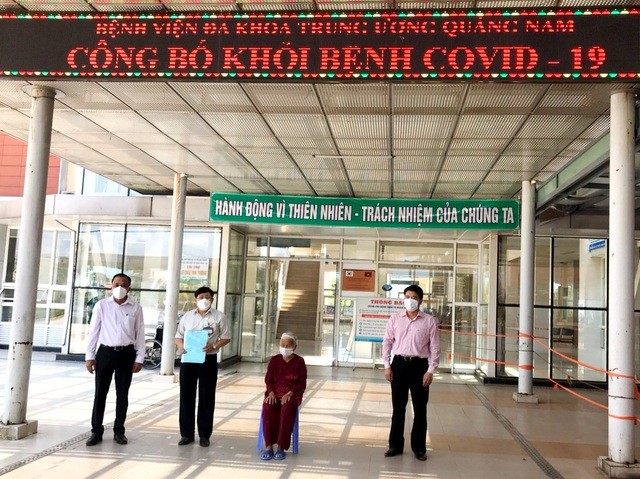 BỆNH VIỆN ĐA KHOA TRUNG ƯƠNG QUẢNG NAM
CÔNG BỐ KHỎI BỆNH COVID - 19
HÀNH ĐỘNG VÌ THIÊN NHIÊN - TRÁCH NHIỆM CỦA CHÚNG TA
THÔNG BÁO